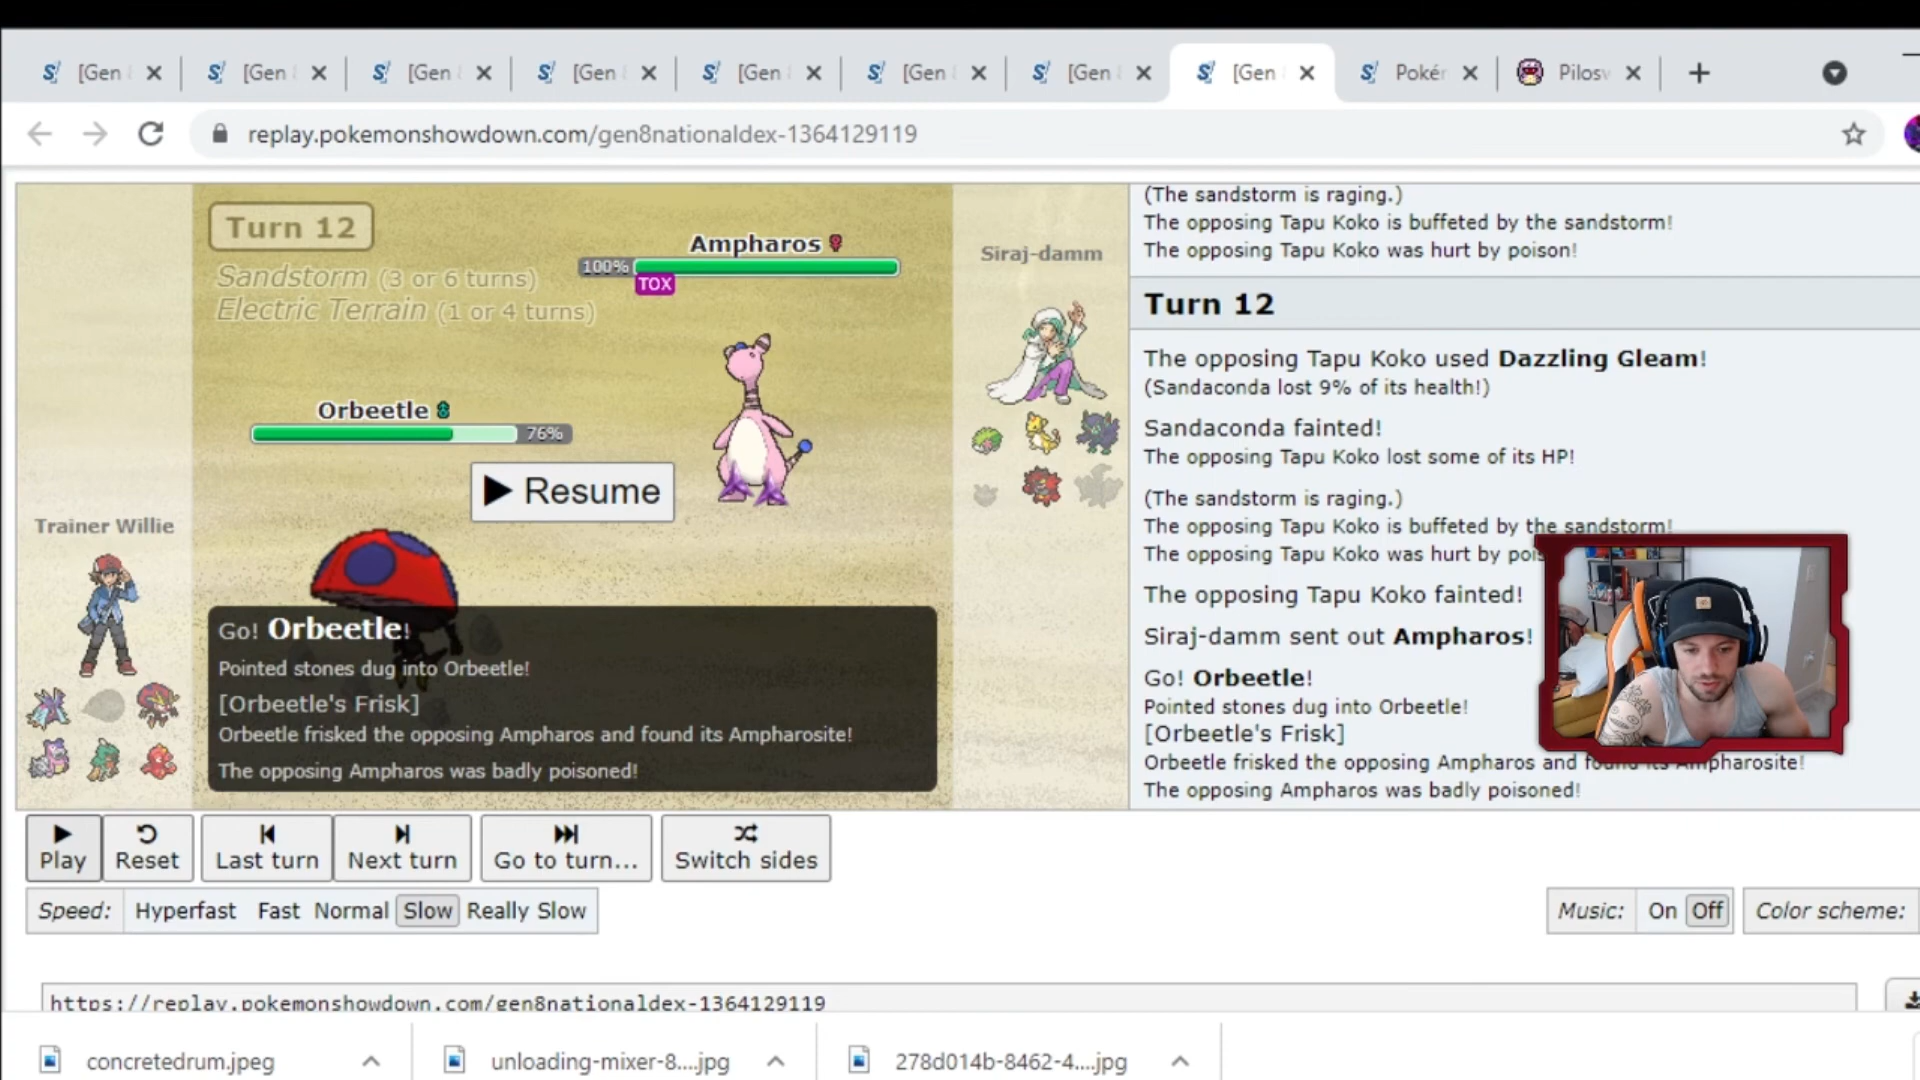 [Gen
[Gen
[Gen
[Gen
[Gen
[Gen
[Gen
[Gen
Pokér
Pilosw
replay.pokemonshowdown.com/gen8nationaldex-1364129119
Turn 12
Sandstorm (3 or 6 turns)
Electric Terrain (1 or 4 turns)
Ampharos
100%
TOX
Orbeetle
76%
Resume
Siraj-damm
Trainer Willie
Go! Orbeetle!
Pointed stones dug into Orbeetle!
[Orbeetle's Frisk]
Orbeetle frisked the opposing Ampharos and found its Ampharosite!
The opposing Ampharos was badly poisoned!
(The sandstorm is raging.)
The opposing Tapu Koko is buffeted by the sandstorm!
The opposing Tapu Koko was hurt by poison!
Turn 12
The opposing Tapu Koko used Dazzling Gleam!
(Sandaconda lost 9% of its health!)
Sandaconda fainted!
The opposing Tapu Koko lost some of its HP!
(The sandstorm is raging.)
The opposing Tapu Koko is buffeted by the sandstorm!
The opposing Tapu Koko was hurt by pois
The opposing Tapu Koko fainted!
Siraj-damm sent out Ampharos!
Go! Orbeetle!
Pointed stones dug into Orbeetle!
[Orbeetle's Frisk]
Orbeetle frisked the opposing Ampharos and found its Ampharosite!
The opposing Ampharos was badly poisoned!
Play
Reset
Last turn
Next turn
Go to turn...
Switch sides
Speed: Hyperfast Fast Normal Slow Really Slow
Music: On Off
Color scheme:
https://replay.pokemonshowdown.com/gen8nationaldex-1364129119
concretedrum.jpeg
unloading-mixer-8....jpg
278d014b-8462-4....jpg